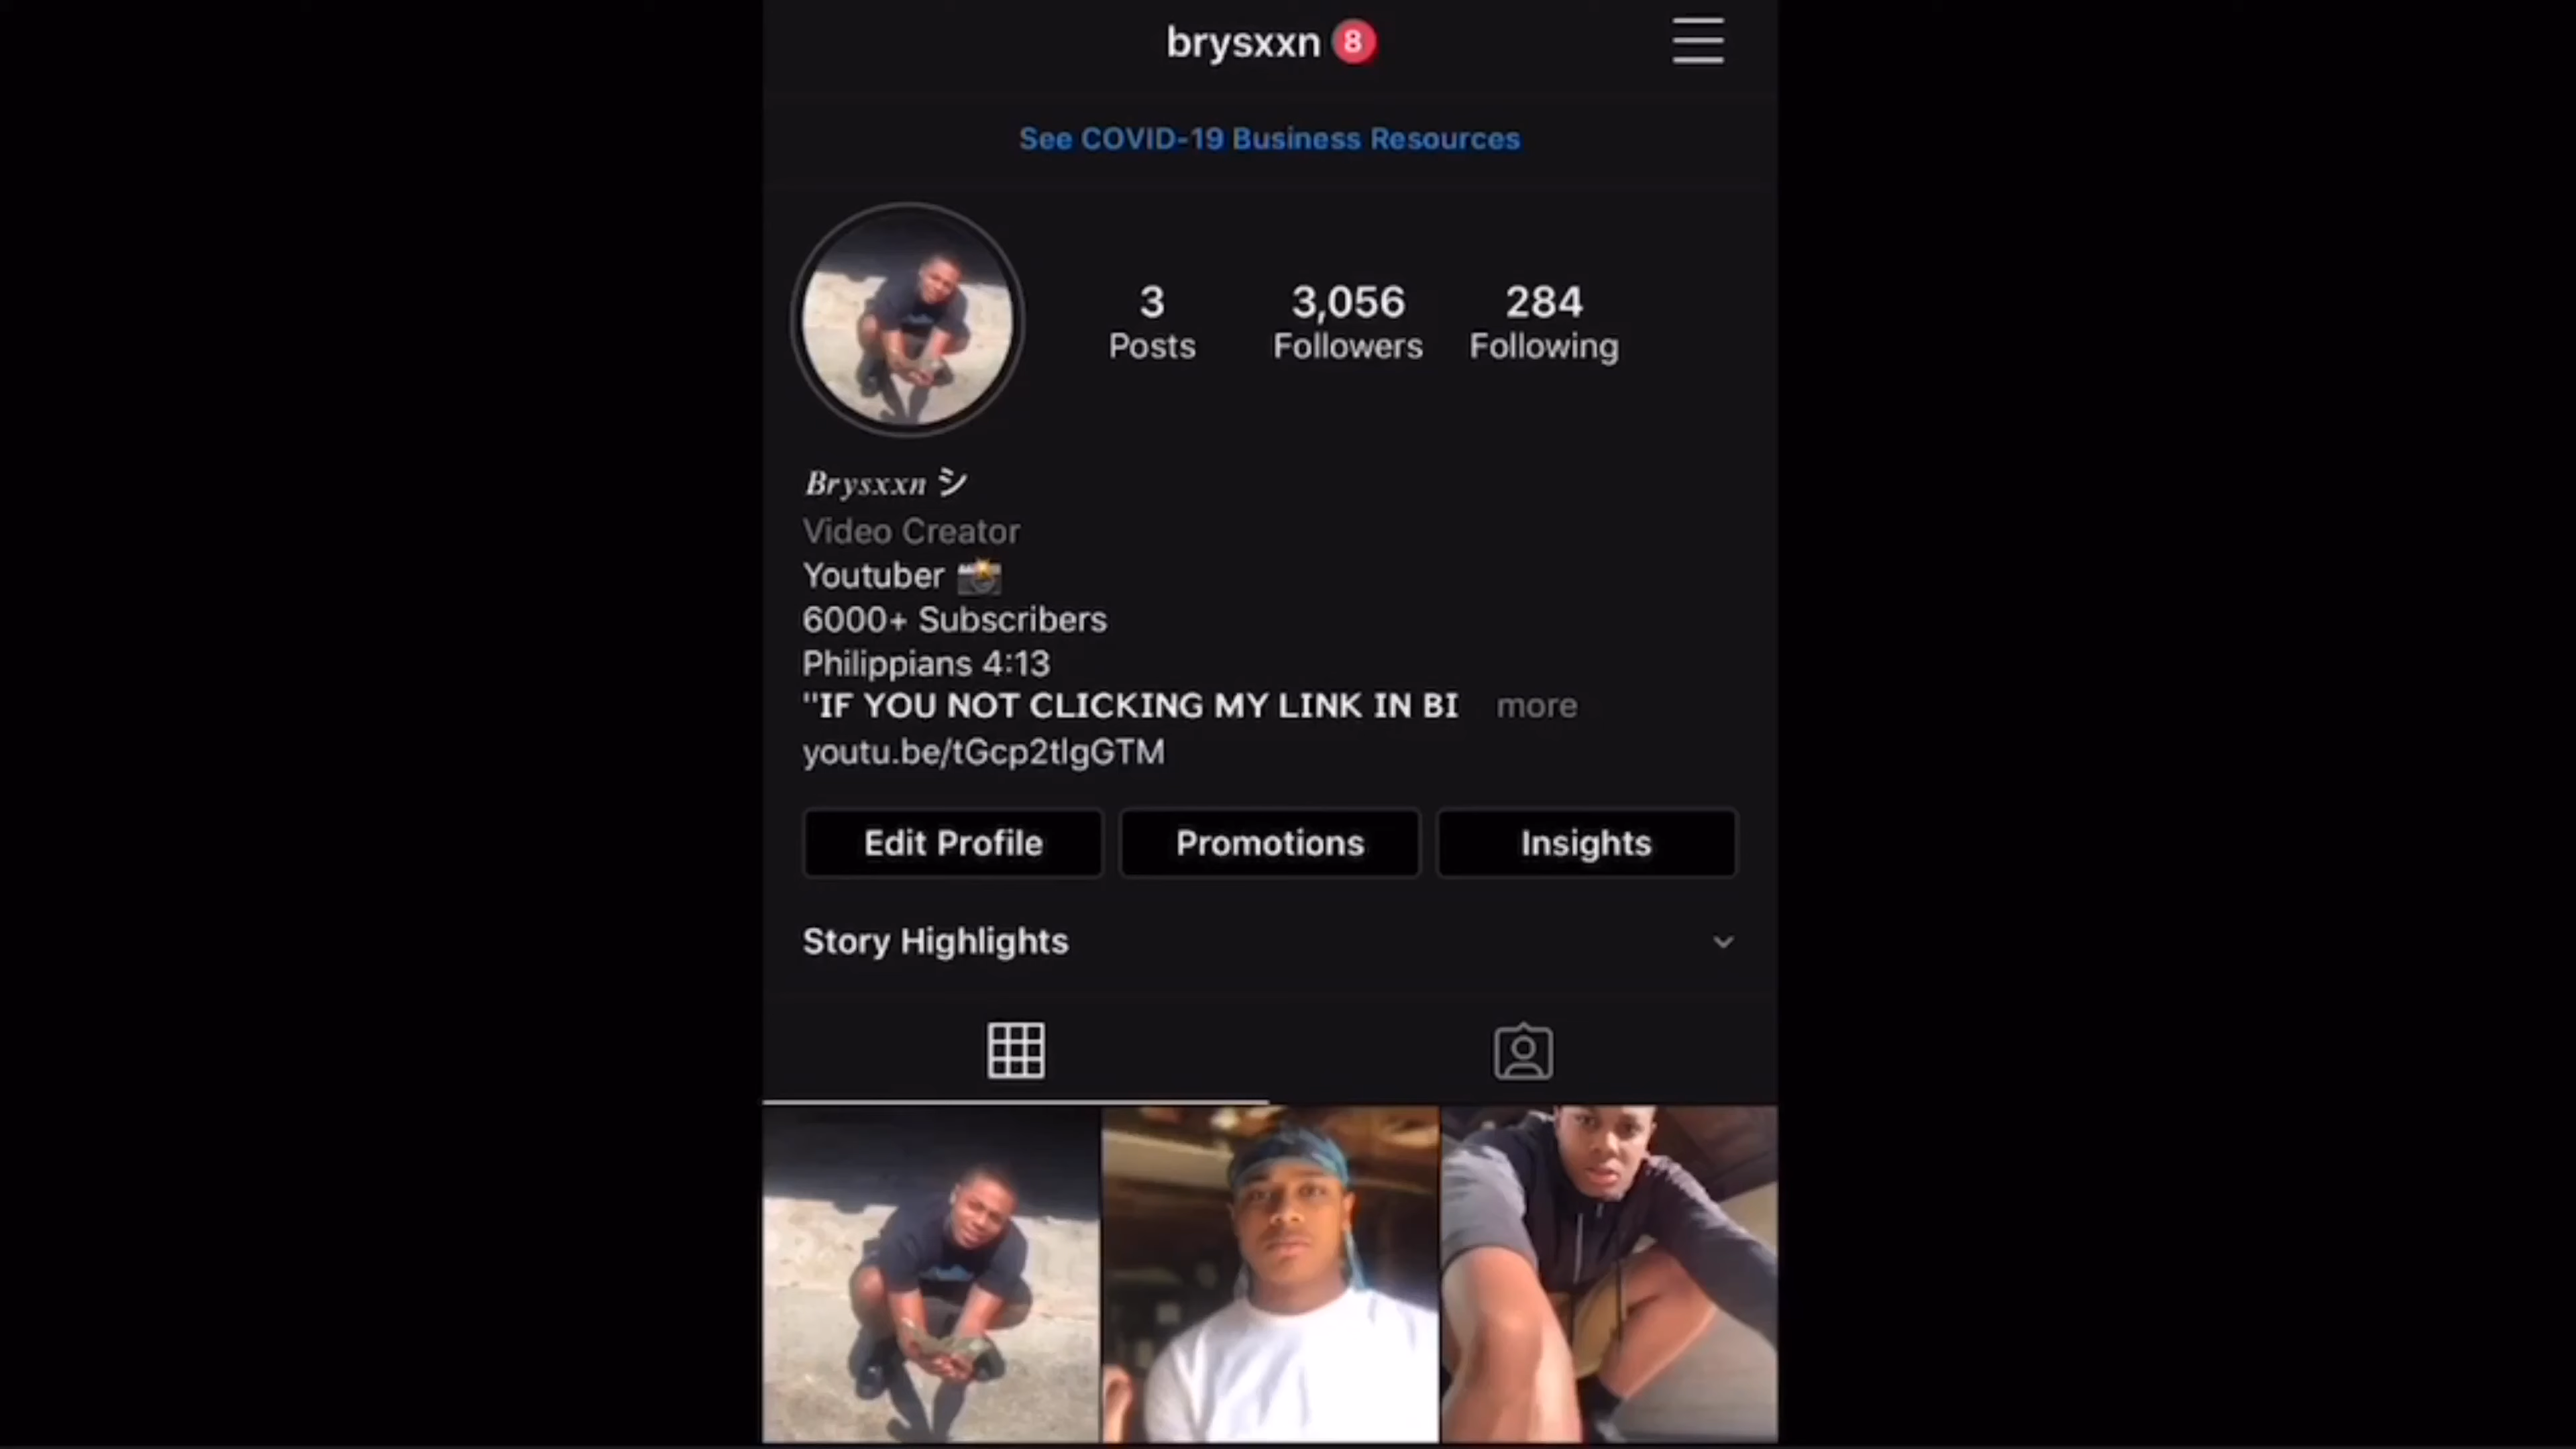 brysxxn 8
See COVID-19 Business Resources
3 3,056 284
Posts Followers Following
Brysxxn シ
Video Creator
Youtuber 📸
6000+ Subscribers
Philippians 4:13
"IF YOU NOT CLICKING MY LINK IN BI more
youtu.be/tGcp2tlgGTM
Edit Profile Promotions Insights
Story Highlights